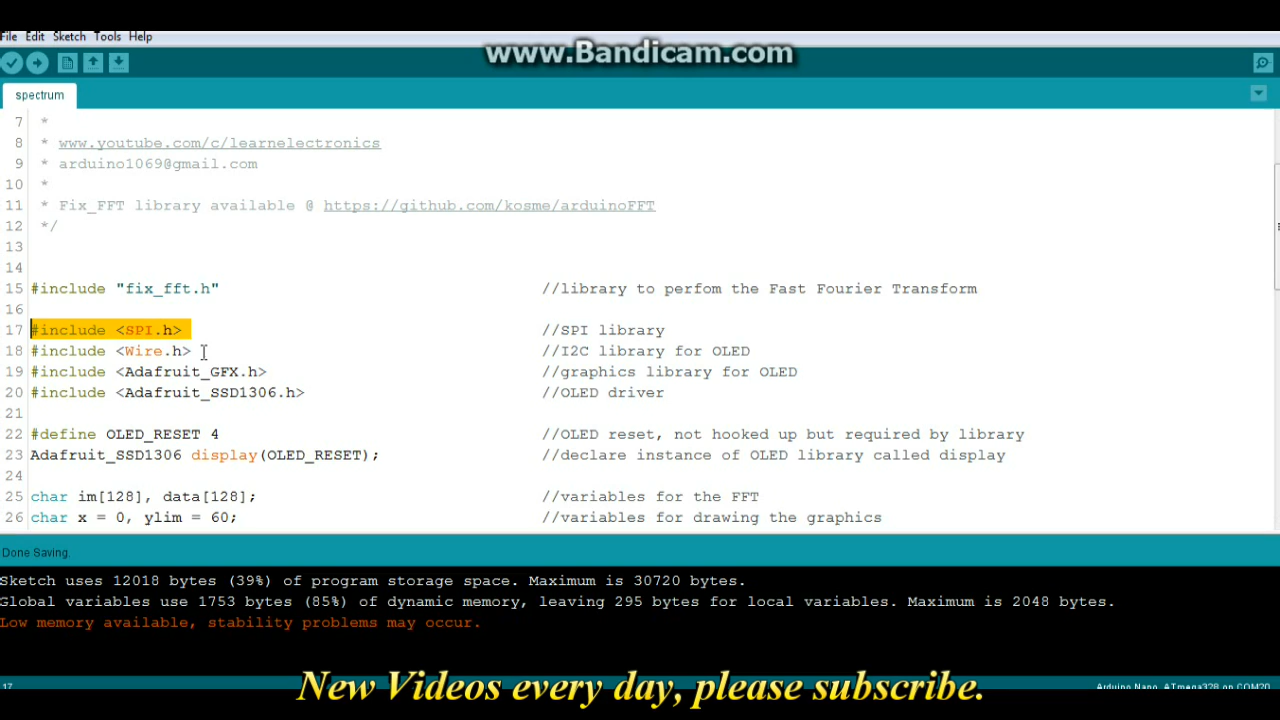 File Edit Sketch Tools Help
www.Bandicam.com
spectrum
7 *
8 * www.youtube.com/c/learnelectronics
9 * arduino1069@gmail.com
10 *
11 * Fix_FFT library available @ https://github.com/kosme/arduinoFFT
12 */
13
14
15 #include "fix_fft.h" //library to perfom the Fast Fourier Transform
16
17 #include <SPI.h> //SPI library
18 #include <Wire.h> //I2C library for OLED
19 #include <Adafruit_GFX.h> //graphics library for OLED
20 #include <Adafruit_SSD1306.h> //OLED driver
21
22 #define OLED_RESET 4 //OLED reset, not hooked up but required by library
23 Adafruit_SSD1306 display(OLED_RESET); //declare instance of OLED library called display
24
25 char im[128], data[128]; //variables for the FFT
26 char x = 0, ylim = 60; //variables for drawing the graphics
Done Saving.
Sketch uses 12018 bytes (39%) of program storage space. Maximum is 30720 bytes.
Global variables use 1753 bytes (85%) of dynamic memory, leaving 295 bytes for local variables. Maximum is 2048 bytes.
Low memory available, stability problems may occur.
New Videos every day, please subscribe.
17 Arduino Nano, ATmega328 on COM20